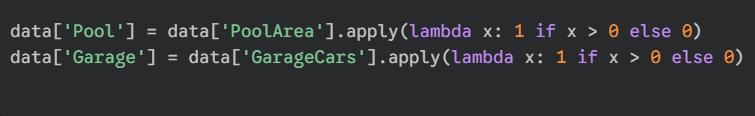 data['Pool'] = data['PoolArea'].apply(lambda x: 1 if x > 0 else 0)
data['Garage'] = data['GarageCars'].apply(lambda x: 1 if x > 0 else 0)